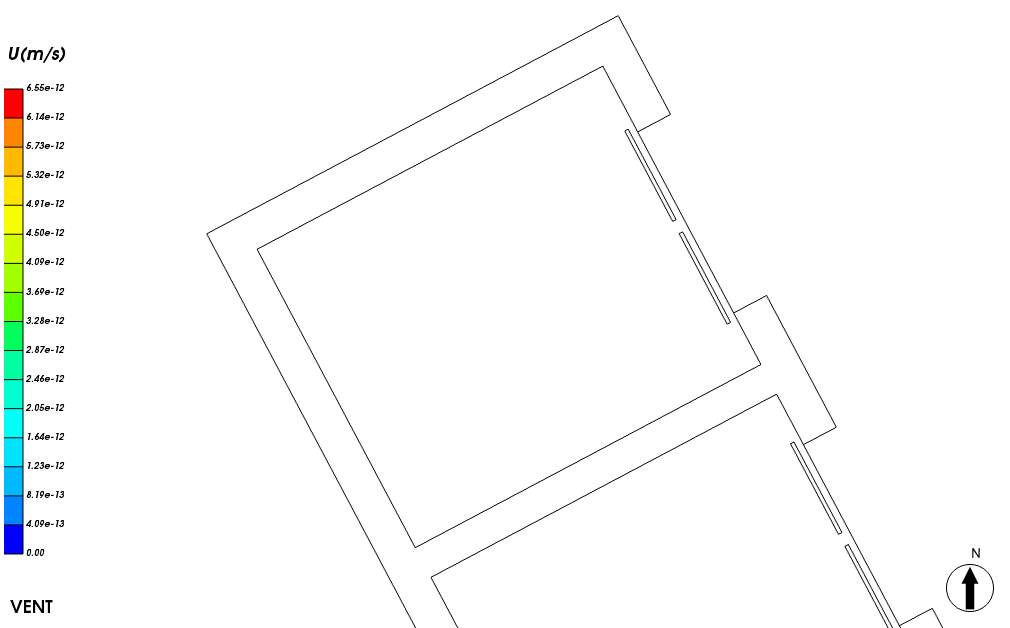 U(m/s)
6.55e-12
6.14e-12
5.73e-12
5.32e-12
4.91e-12
4.50e-12
4.09e-12
3.69e-12
3.28e-12
2.87e-12
2.46e-12
2.05e-12
1.64e-12
1.23e-12
8.19e-13
4.09e-13
0.00
N
VENT